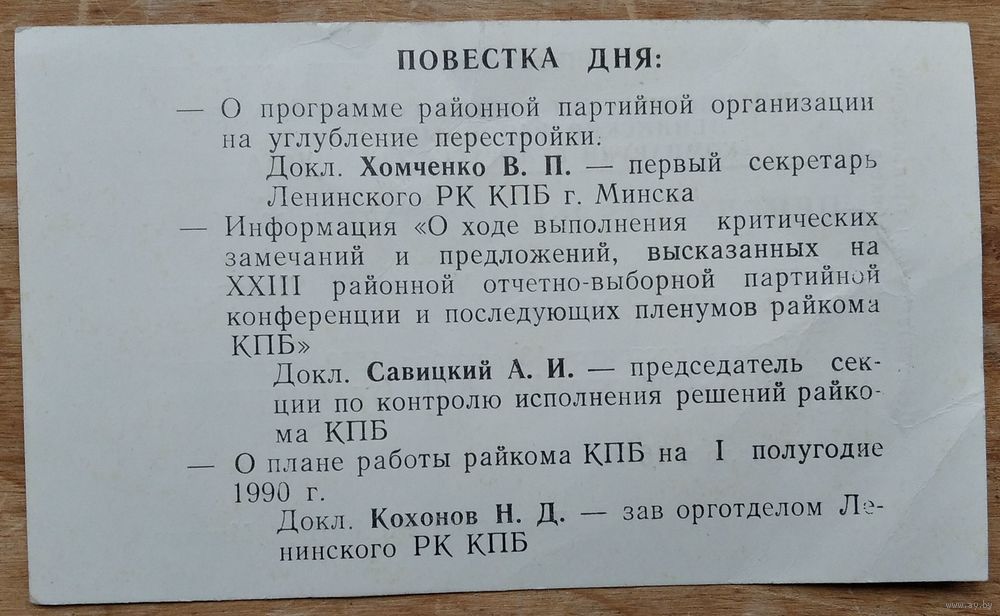 ПОВЕСТКА ДНЯ:
— О программе районной партийной организации
на углубление перестройки.
Докл. Хомченко В. П. — первый секретарь
Ленинского РК КПБ г. Минска
— Информация «О ходе выполнения критических
замечаний и предложений, высказанных на
XXIII районной отчетно-выборной партийной
конференции и последующих пленумов райкома
КПБ»
Докл. Савицкий А. И. — председатель сек-
ции по контролю исполнения решений райко-
ма КПБ
— О плане работы райкома КПБ на I полугодие
1990 г.
Докл. Кохонов Н. Д. — зав орготделом Ле-
нинского РК КПБ
www.ay.by